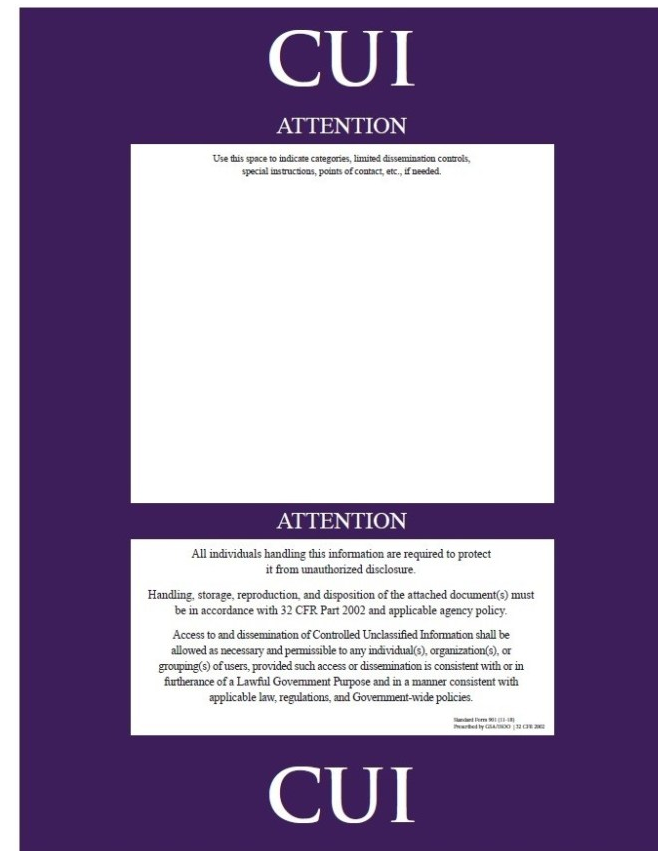 CUI
ATTENTION
Use this space to indicate categories, limited dissemination controls,
special instructions, points of contact, etc., if needed.
ATTENTION
All individuals handling this information are required to protect
it from unauthorized disclosure.
Handling, storage, reproduction, and disposition of the attached document(s) must
be in accordance with 32 CFR Part 2002 and applicable agency policy.
Access to and dissemination of Controlled Unclassified Information shall be
allowed as necessary and permissible to any individual(s), organization(s), or
grouping(s) of users, provided such access or dissemination is consistent with or in
furtherance of a Lawful Government Purpose and in a manner consistent with
applicable law, regulations, and Government-wide policies.
Standard Form 901 (11-18)
Prescribed by GSA/ISOO | 32 CFR 2002
CUI